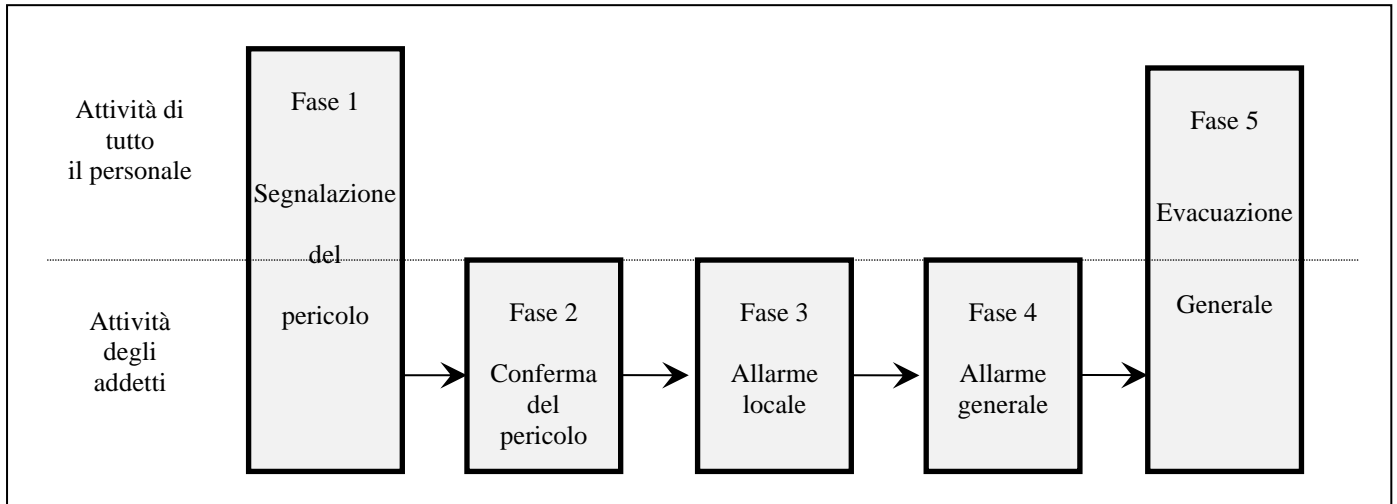 Attività di
tutto
il personale
Fase 1
Segnalazione
del
pericolo
Fase 5
Evacuazione
Generale
Attività
degli
addetti
Fase 2
Conferma
del
pericolo
Fase 3
Allarme
locale
Fase 4
Allarme
generale